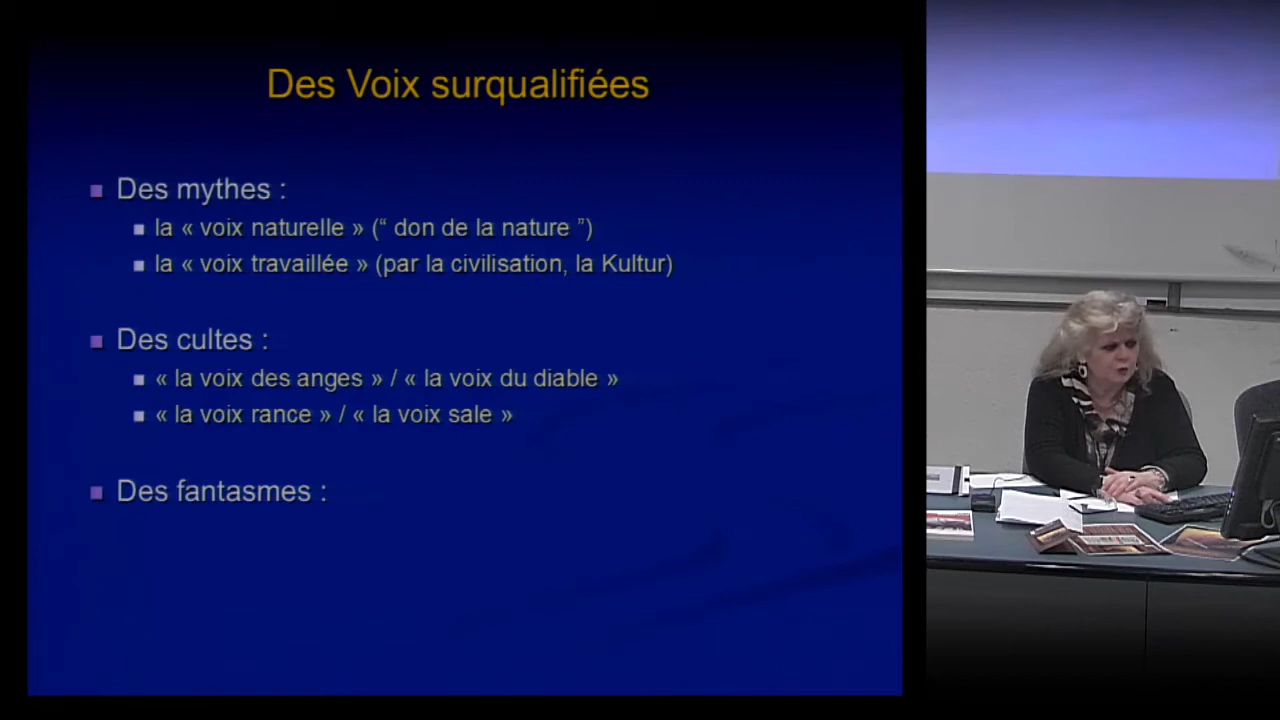 Des Voix surqualifiées
Des mythes :
la « voix naturelle » (“ don de la nature ”)
la « voix travaillée » (par la civilisation, la Kultur)
Des cultes :
« la voix des anges » / « la voix du diable »
« la voix rance » / « la voix sale »
Des fantasmes :